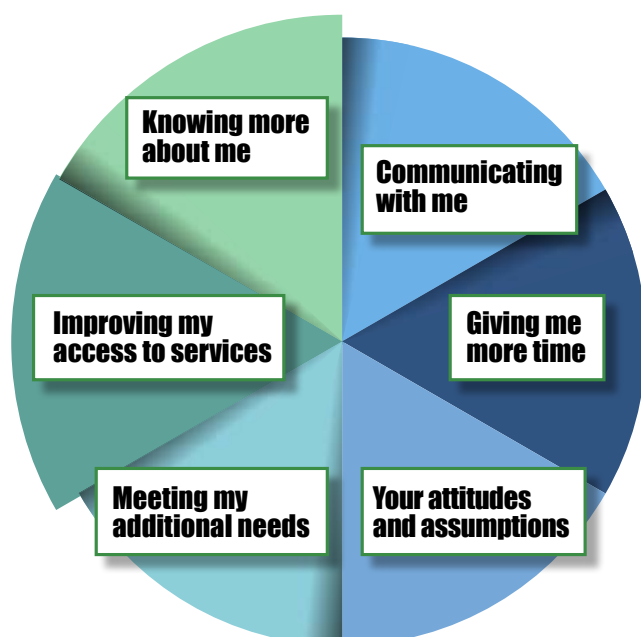 Knowing more
about me
Communicating
with me
Improving my
access to services
Giving me
more time
Meeting my
additional needs
Your attitudes
and assumptions